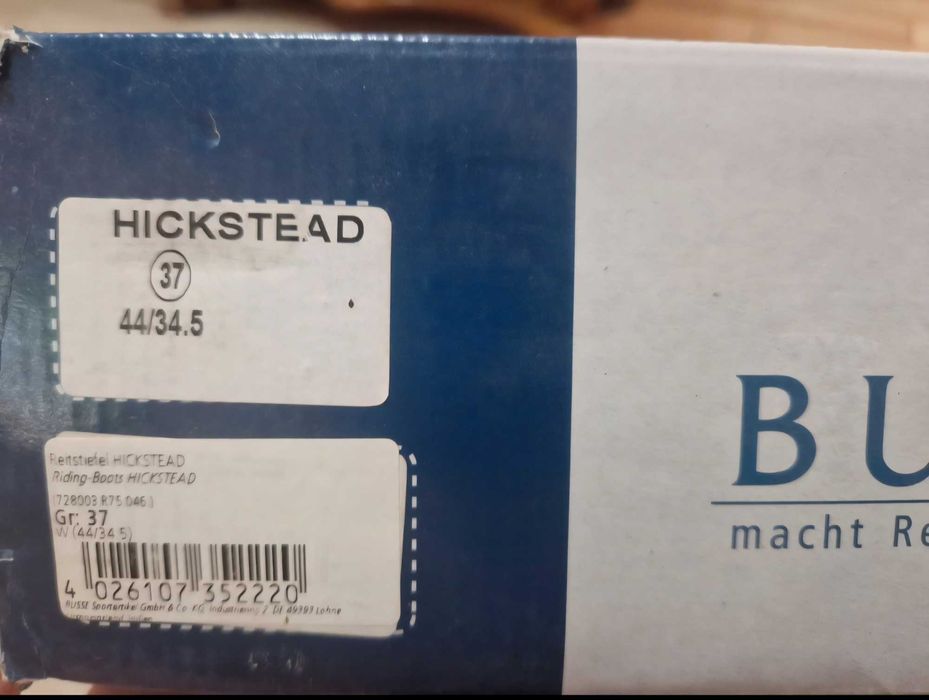 HICKSTEAD
37
44/34.5
Reitstiefel HICKSTEAD
Riding-Boots HICKSTEAD
(728003.R75.046.)
Gr: 37
W (44/34.5)
4 026107 352220
BUSSE Sportartikel GmbH & Co. KG Industriering 2 DE 49393 Lohne
BU
macht Re